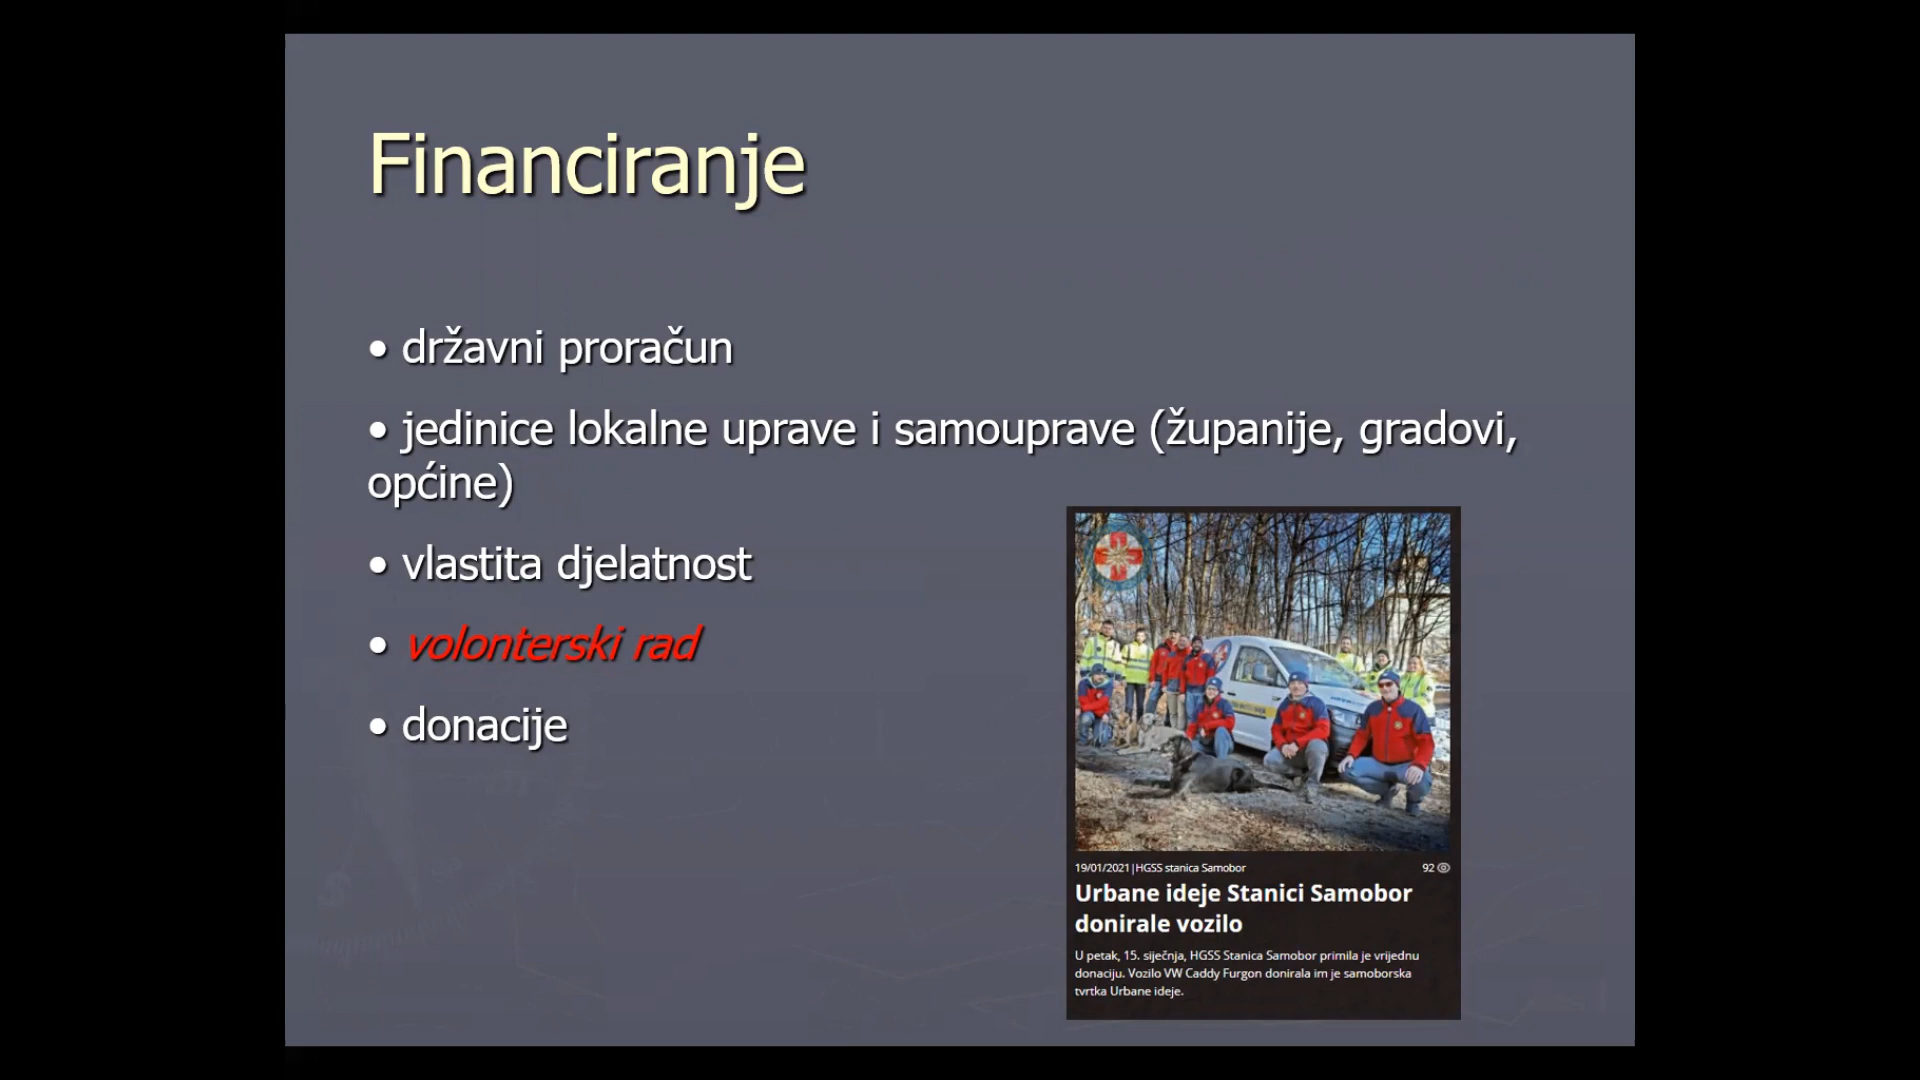 Financiranje
• državni proračun
• jedinice lokalne uprave i samouprave (županije, gradovi,
općine)
• vlastita djelatnost
• volonterski rad
• donacije
19/01/2021|HGSS stanica Samobor 92
Urbane ideje Stanici Samobor
donirale vozilo
U petak, 15. siječnja, HGSS Stanica Samobor primila je vrijednu
donaciju. Vozilo VW Caddy Furgon donirala im je samoborska
tvrtka Urbane ideje.